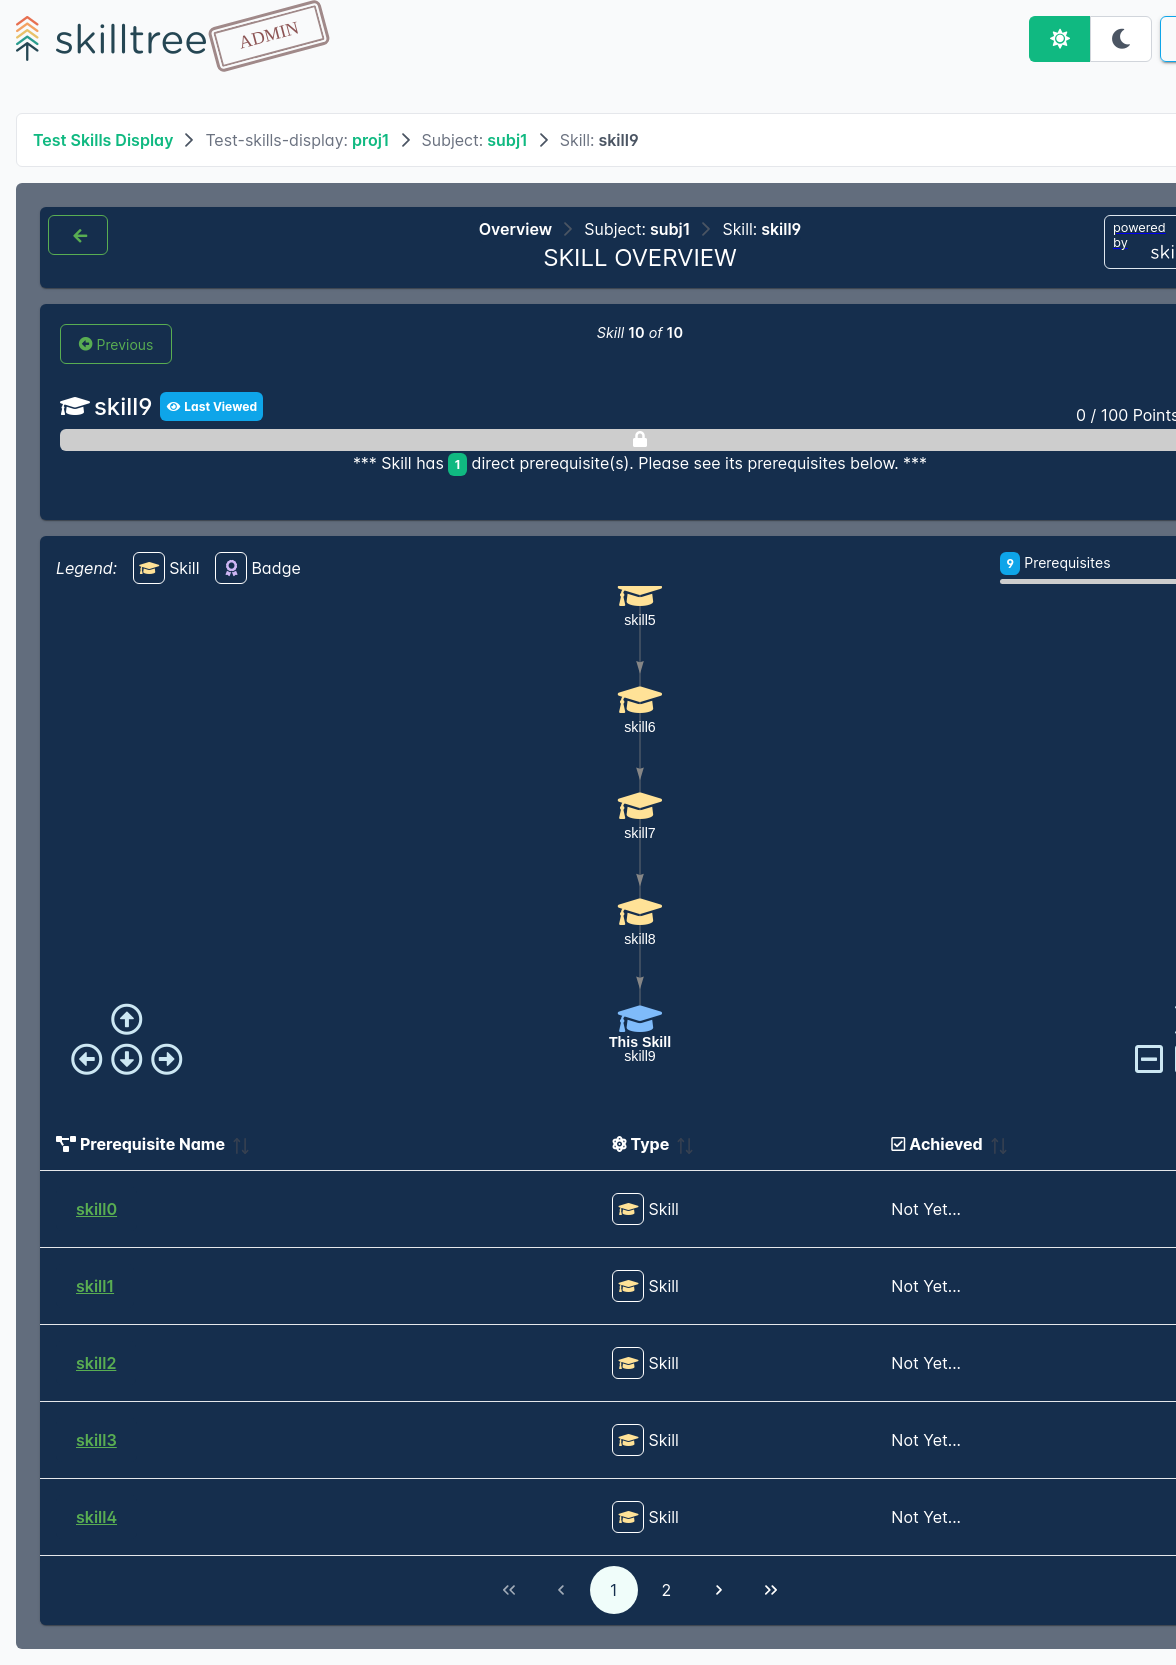 skilltree ADMIN
Test Skills Display Test-skills-display: proj1 Subject: subj1 Skill: skill9
Overview Subject: subj1 Skill: skill9
SKILL OVERVIEW
powered
by
ski
Previous
Skill 10 of 10
skill9 Last Viewed
0 / 100 Points
*** Skill has 1 direct prerequisite(s). Please see its prerequisites below. ***
Legend: Skill Badge
9 Prerequisites
skill5
skill6
skill7
skill8
This Skill
skill9
Prerequisite Name Type Achieved
skill0 Skill Not Yet...
skill1 Skill Not Yet...
skill2 Skill Not Yet...
skill3 Skill Not Yet...
skill4 Skill Not Yet...
1 2